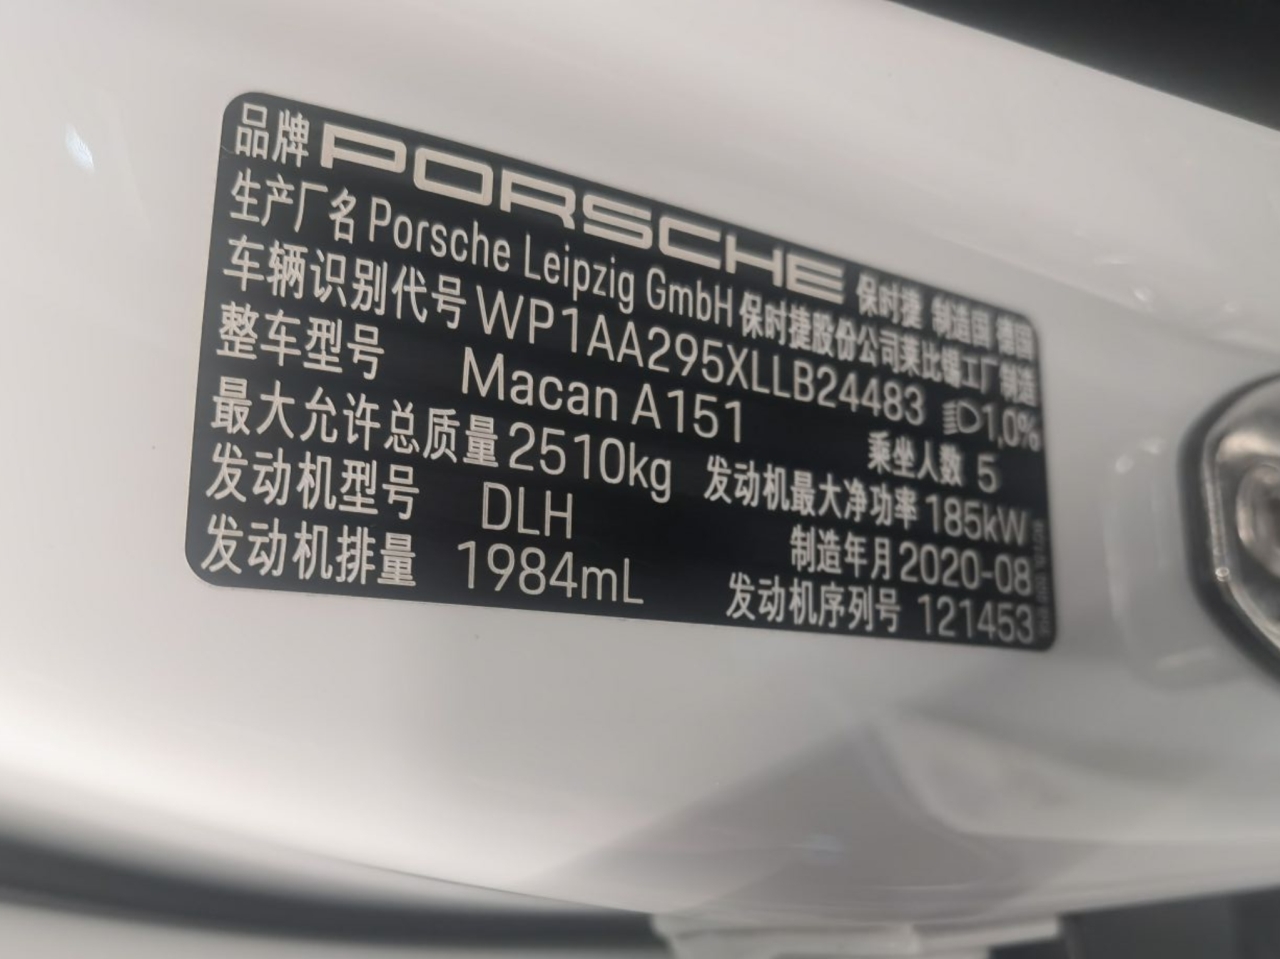 品牌 PORSCHE 保时捷 制造国 德国
生产厂名 Porsche Leipzig GmbH 保时捷股份公司莱比锡工厂制造
车辆识别代号 WP1AA295XLLB24483 1,0%
整车型号 Macan A151 乘坐人数 5
最大允许总质量 2510kg 发动机最大净功率 185kW
发动机型号 DLH 制造年月 2020-08
发动机排量 1984mL 发动机序列号 121453